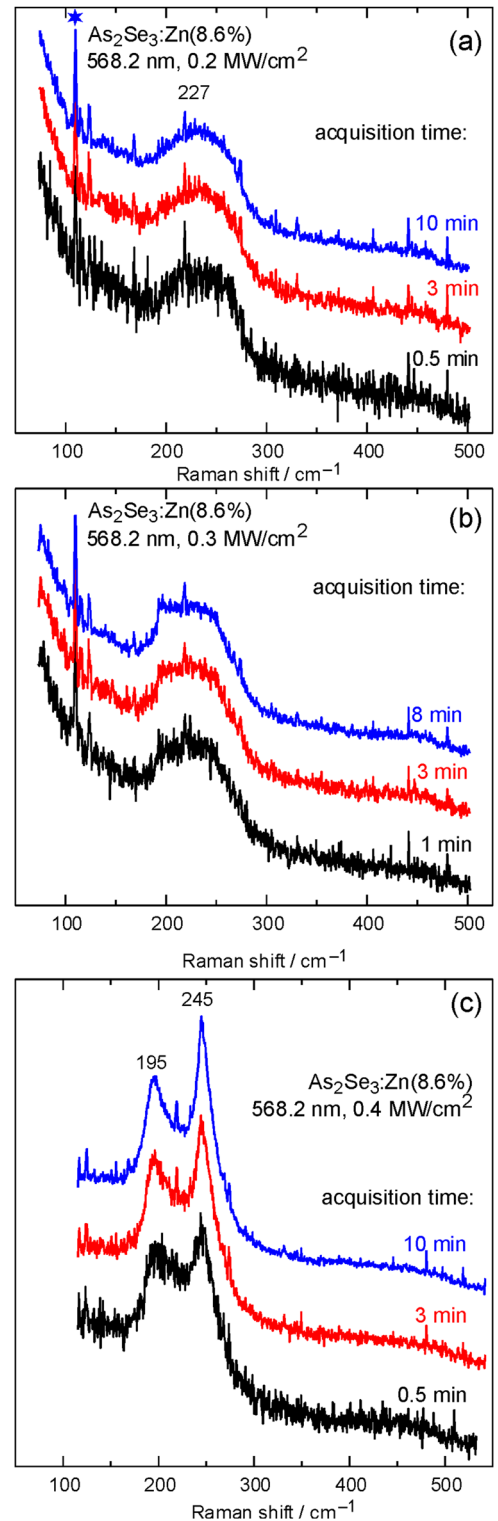 As₂Se₃:Zn(8.6%)
(a)
568.2 nm, 0.2 MW/cm²
227
acquisition time:
10 min
3 min
0.5 min
100 200 300 400 500
Raman shift / cm⁻¹
As₂Se₃:Zn(8.6%)
(b)
568.2 nm, 0.3 MW/cm²
acquisition time:
8 min
3 min
1 min
100 200 300 400 500
Raman shift / cm⁻¹
(c)
245
195
As₂Se₃:Zn(8.6%)
568.2 nm, 0.4 MW/cm²
acquisition time:
10 min
3 min
0.5 min
100 200 300 400 500
Raman shift / cm⁻¹